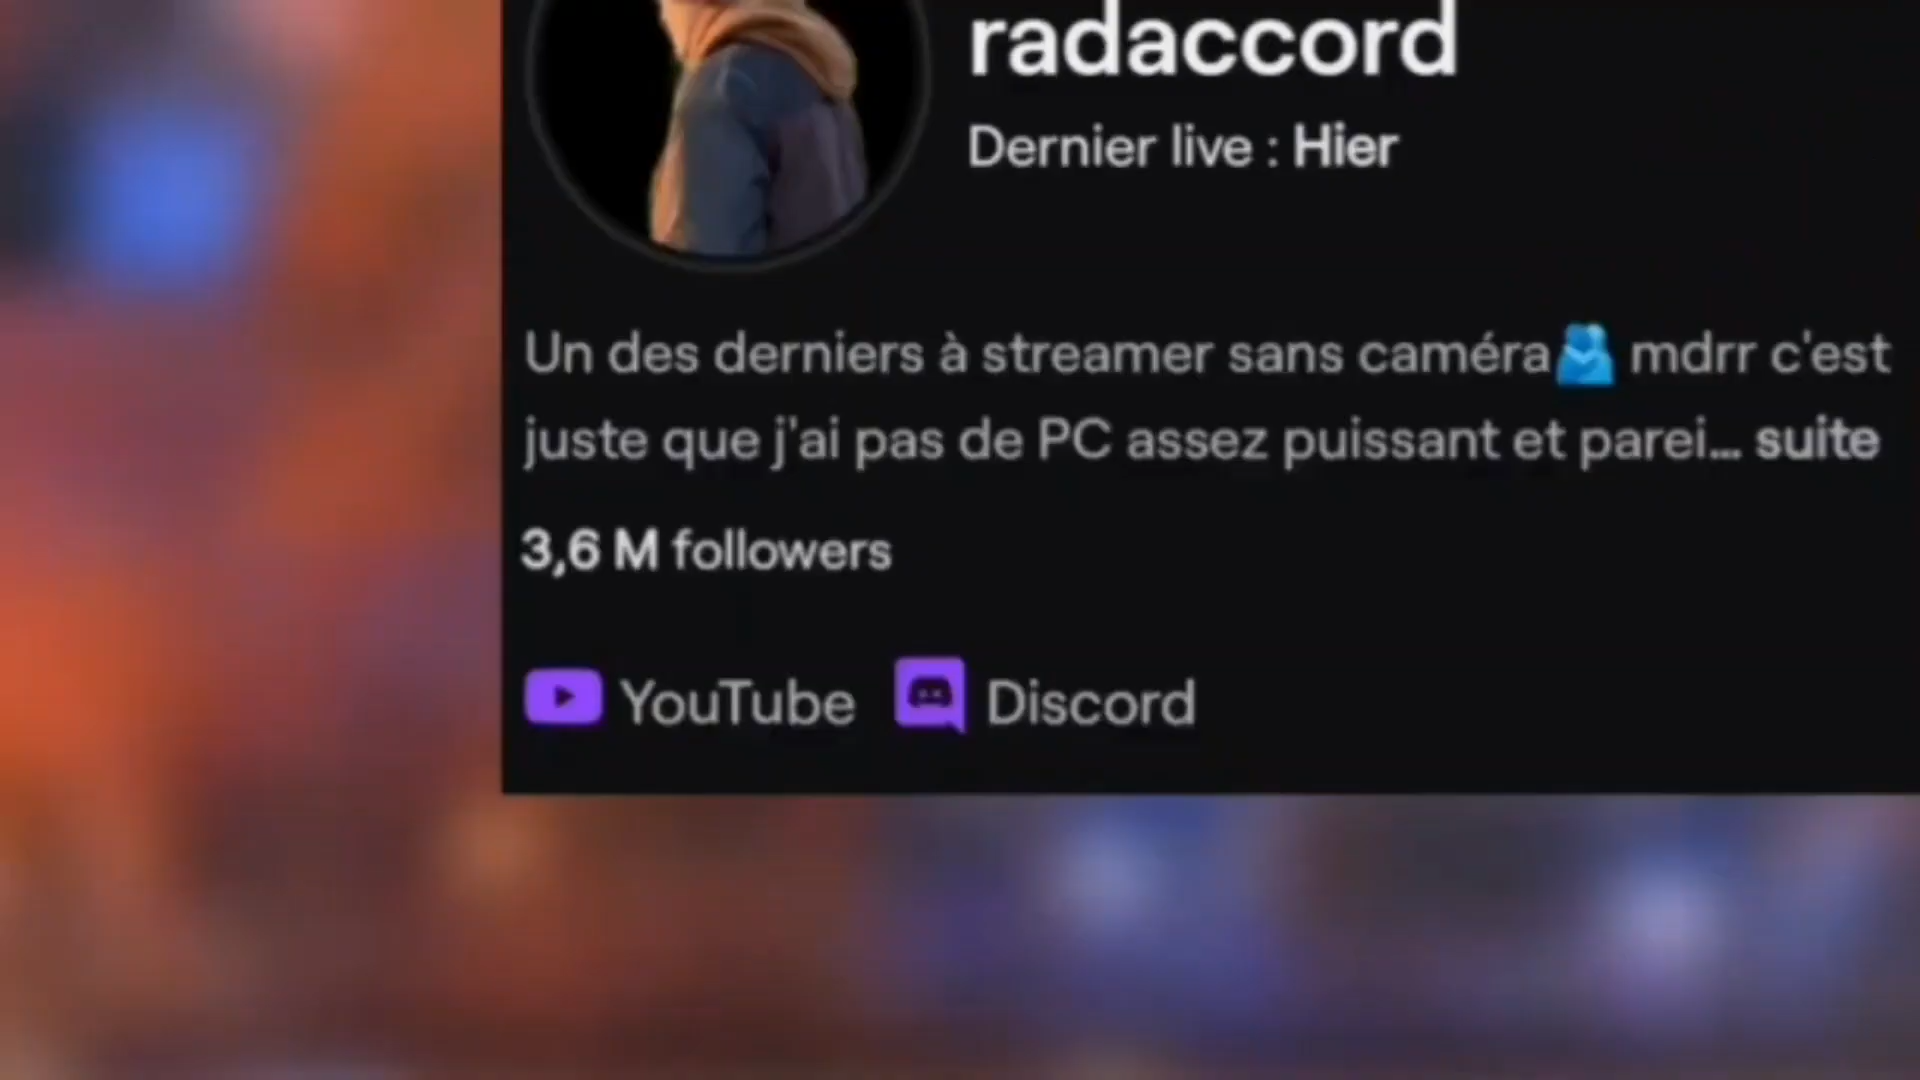 radaccord
Dernier live : Hier
Un des derniers à streamer sans caméra🫂 mdrr c'est
juste que j'ai pas de PC assez puissant et parei... suite
3,6 M followers
YouTube Discord